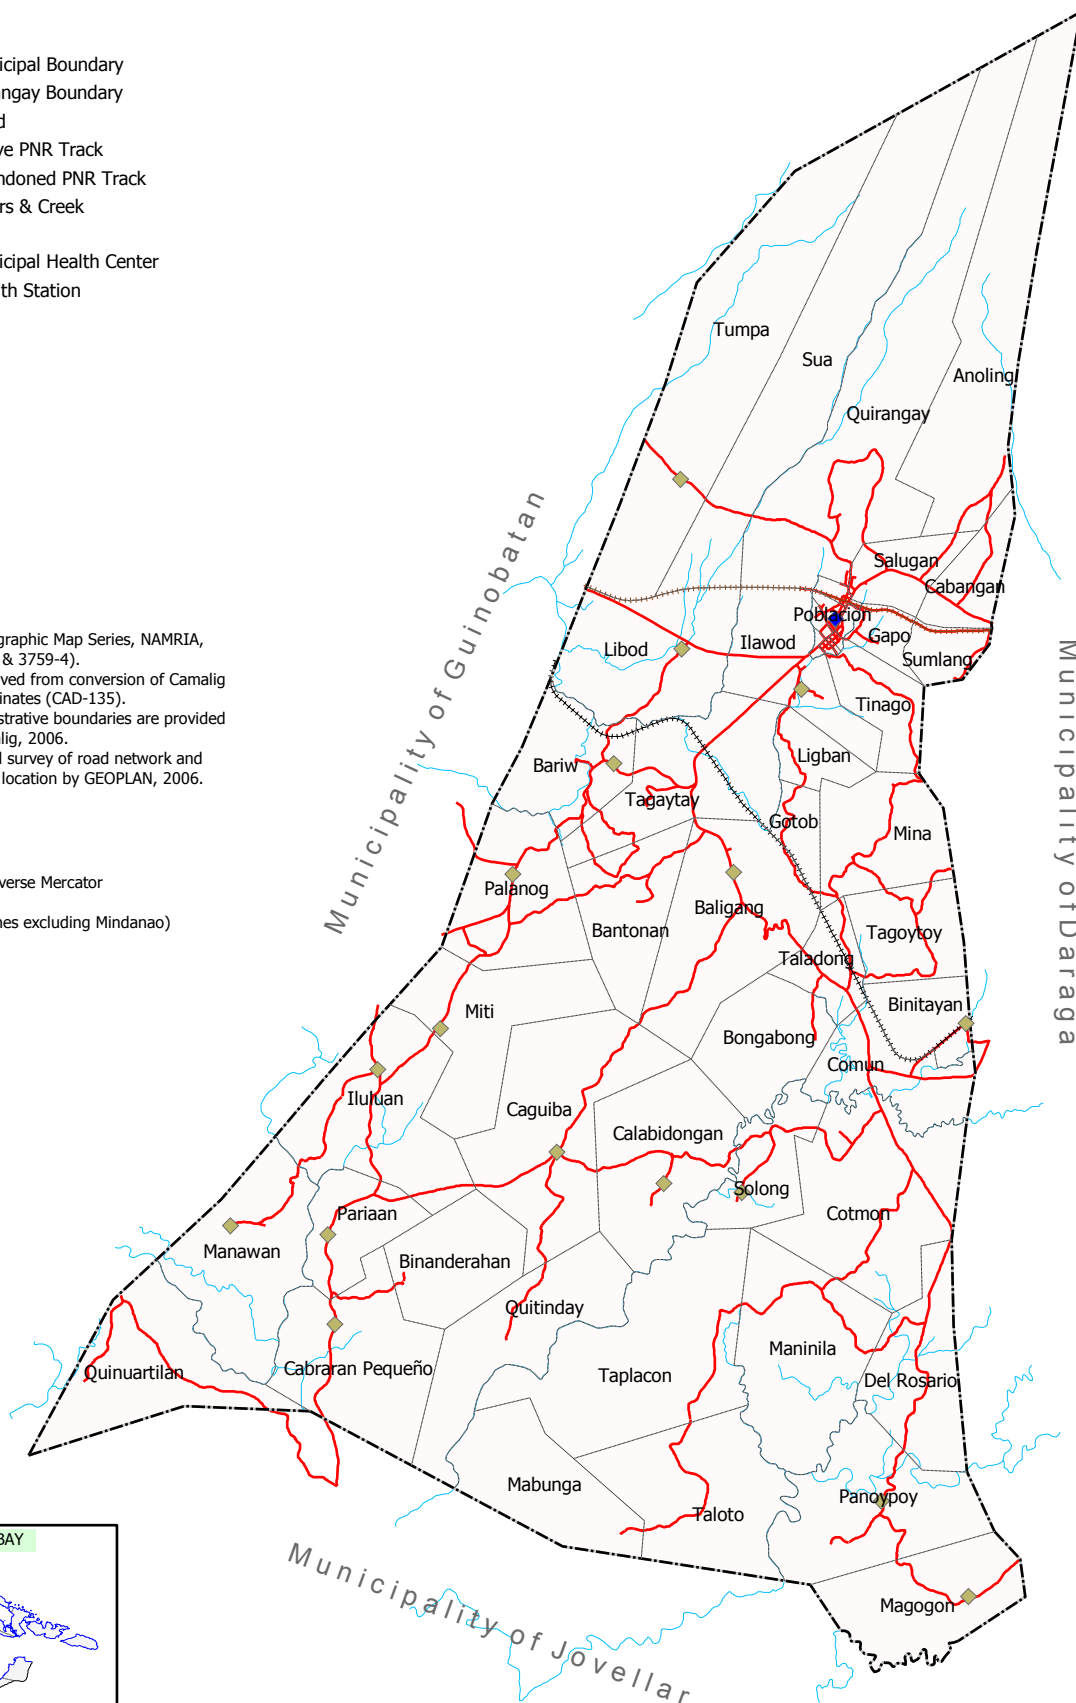 icipal Boundary
angay Boundary
d
ve PNR Track
ndoned PNR Track
rs & Creek
icipal Health Center
lth Station
graphic Map Series, NAMRIA,
& 3759-4).
ved from conversion of Camalig
inates (CAD-135).
strative boundaries are provided
alig, 2006.
l survey of road network and
location by GEOPLAN, 2006.
verse Mercator
nes excluding Mindanao)
BAY
Municipality of Guinobatan
Municipality of Daraga
Municipality of Jovellar
Tumpa
Sua
Anoling
Quirangay
Salugan
Cabangan
Poblacion
Gapo
Ilawod
Libod
Sumlang
Tinago
Ligban
Bariw
Tagaytay
Gotob
Mina
Palanog
Baligang
Bantonan
Tagoytoy
Taladong
Binitayan
Miti
Bongabong
Comun
Iluluan
Caguiba
Calabidongan
Solong
Pariaan
Cotmon
Manawan
Binanderahan
Quitinday
Maninila
Quinuartilan
Cabraran Pequeño
Taplacon
Del Rosario
Mabunga
Panoypoy
Taloto
Magogon